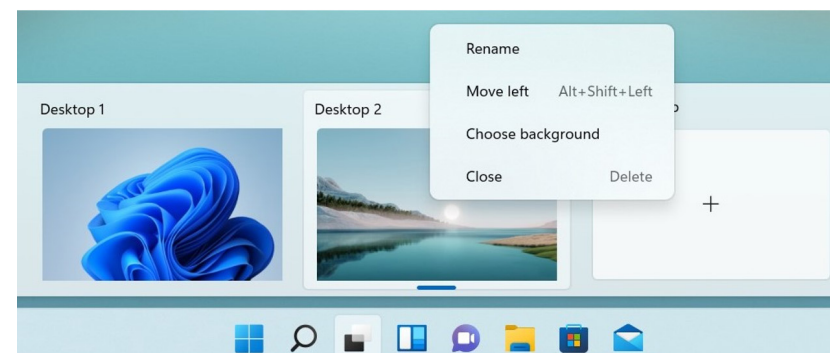 Rename
Move left Alt+Shift+Left
Desktop 1
Desktop 2
Choose background
Close Delete